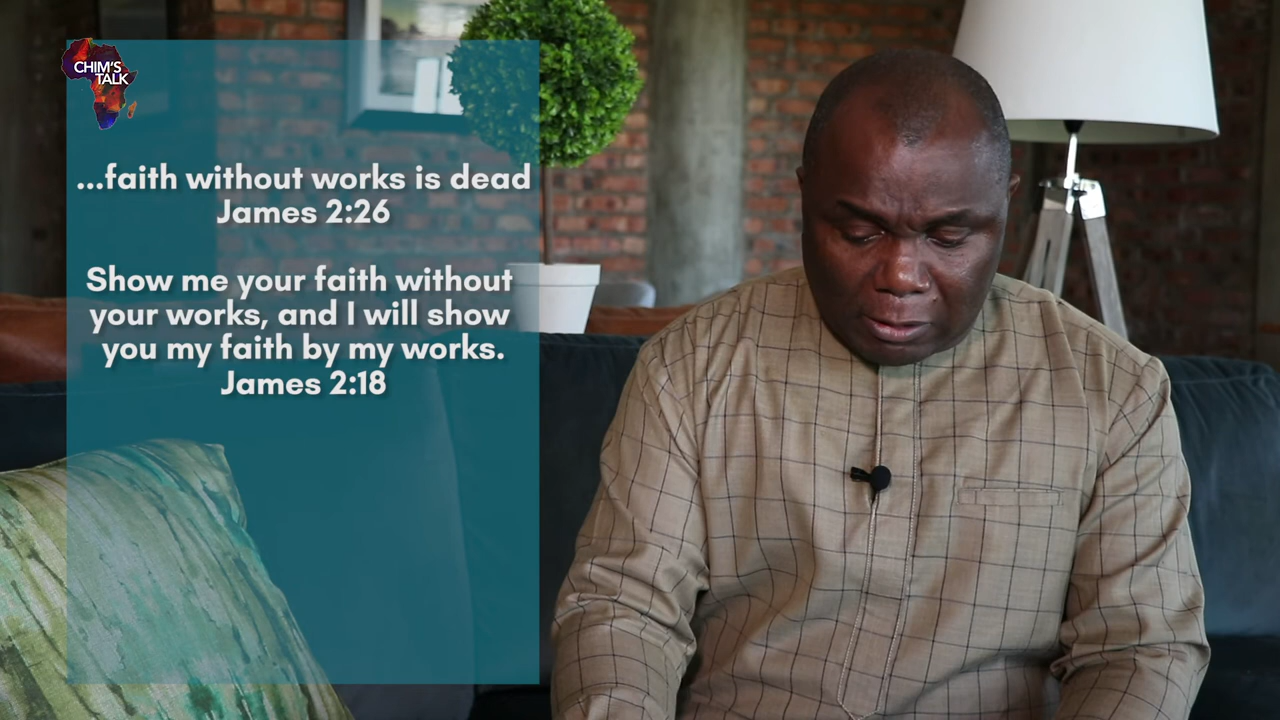 CHIM'S
TALK
...faith without works is dead
James 2:26
Show me your faith without
your works, and I will show
you my faith by my works.
James 2:18